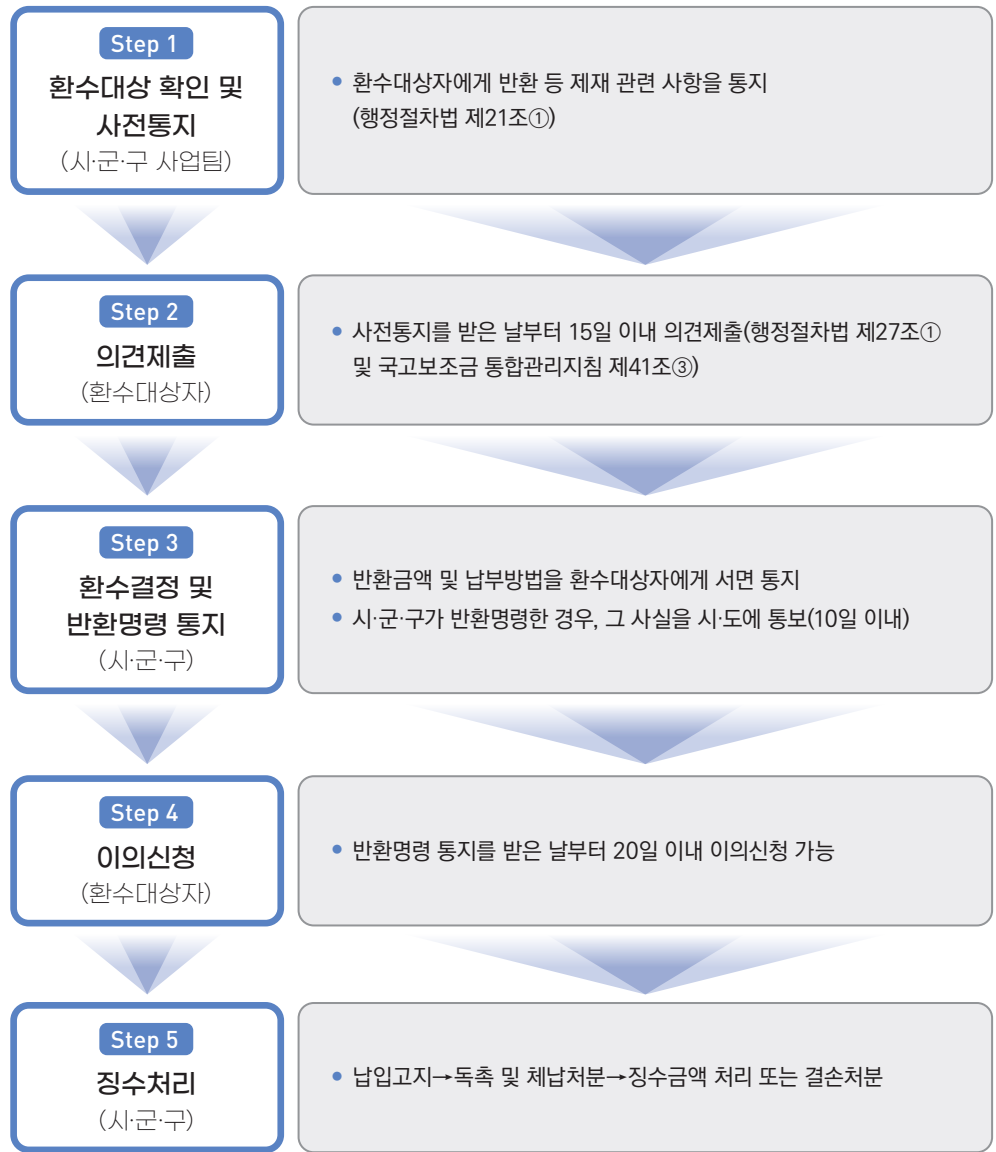 Step 1
환수대상 확인 및
사전통지
(시·군·구 사업팀)
• 환수대상자에게 반환 등 제재 관련 사항을 통지
(행정절차법 제21조①)
Step 2
의견제출
(환수대상자)
• 사전통지를 받은 날부터 15일 이내 의견제출(행정절차법 제27조①
및 국고보조금 통합관리지침 제41조③)
Step 3
환수결정 및
반환명령 통지
(시·군·구)
• 반환금액 및 납부방법을 환수대상자에게 서면 통지
• 시·군·구가 반환명령한 경우, 그 사실을 시·도에 통보(10일 이내)
Step 4
이의신청
(환수대상자)
• 반환명령 통지를 받은 날부터 20일 이내 이의신청 가능
Step 5
징수처리
(시·군·구)
• 납입고지→독촉 및 체납처분→징수금액 처리 또는 결손처분